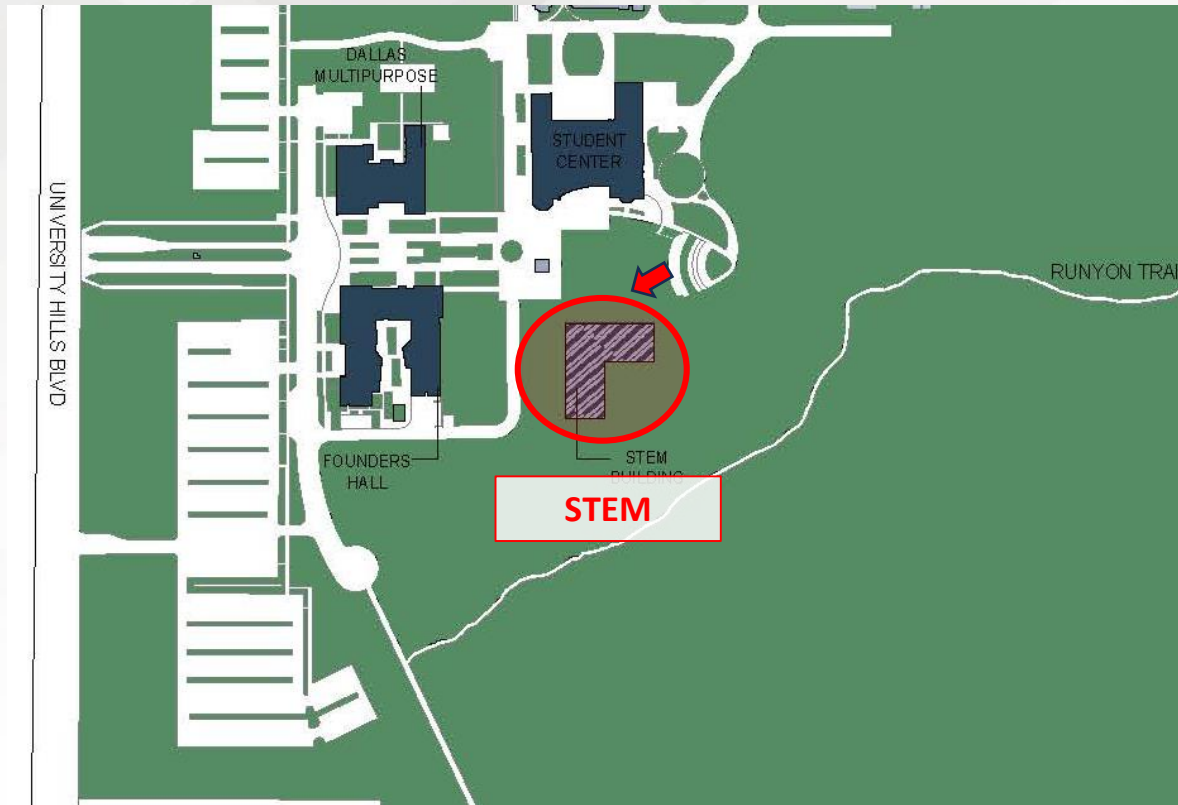 DALLAS
MULTIPURPOSE
STUDENT
CENTER
UNIVERSITY HILLS BLVD
RUNYON TRAI
FOUNDERS
HALL
STEM
BUILDING
STEM